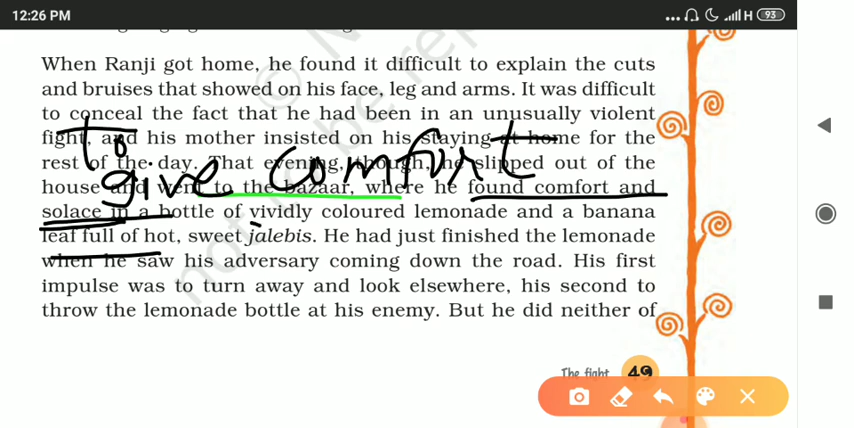 12:26 PM
... H 93
When Ranji got home, he found it difficult to explain the cuts
and bruises that showed on his face, leg and arms. It was difficult
to conceal the fact that he had been in an unusually violent
fight, and his mother insisted on his staying at home for the
rest of the day. That evening, though, he slipped out of the
house and went to the bazaar, where he found comfort and
solace in a bottle of vividly coloured lemonade and a banana
leaf full of hot, sweet jalebis. He had just finished the lemonade
when he saw his adversary coming down the road. His first
impulse was to turn away and look elsewhere, his second to
throw the lemonade bottle at his enemy. But he did neither of
to
give comfort
The fight 49